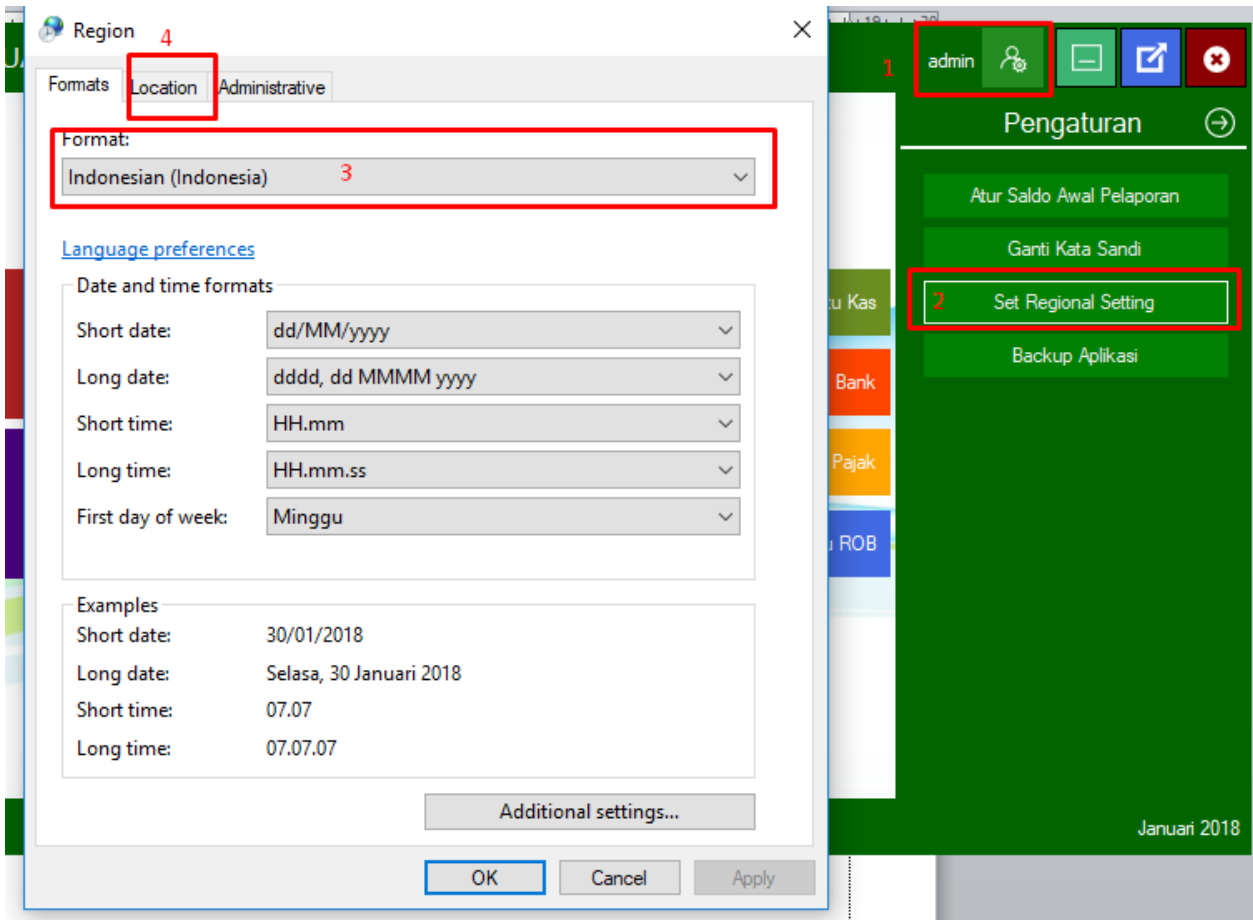 Region
4
Formats
Location
Administrative
Format:
Indonesian (Indonesia)
3
Language preferences
Date and time formats
Short date:
dd/MM/yyyy
Long date:
dddd, dd MMMM yyyy
Short time:
HH.mm
Long time:
HH.mm.ss
First day of week:
Minggu
Examples
Short date:
30/01/2018
Long date:
Selasa, 30 Januari 2018
Short time:
07.07
Long time:
07.07.07
Additional settings...
OK
Cancel
Apply
1
admin
Pengaturan
Atur Saldo Awal Pelaporan
Ganti Kata Sandi
2
Set Regional Setting
Backup Aplikasi
Kas
Bank
Pajak
ROB
Januari 2018